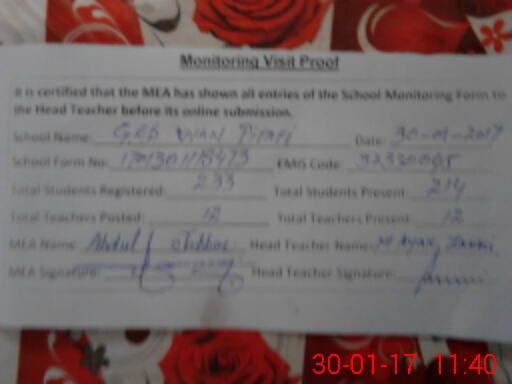 Monitoring Visit Proof
It is certified that the MEA has shown all entries of the School Monitoring Form to
the Head Teacher before its online submission.
School Name: Date: 30-01-2017
School Form No: EMIS Code:
Total Students Registered: 233 Total Students Present: 214
Total Teachers Posted: 12 Total Teachers Present: 12
MEA Name: Abdul Jabbar Head Teacher Name:
MEA Signature: Head Teacher Signature:
30-01-17 11:40